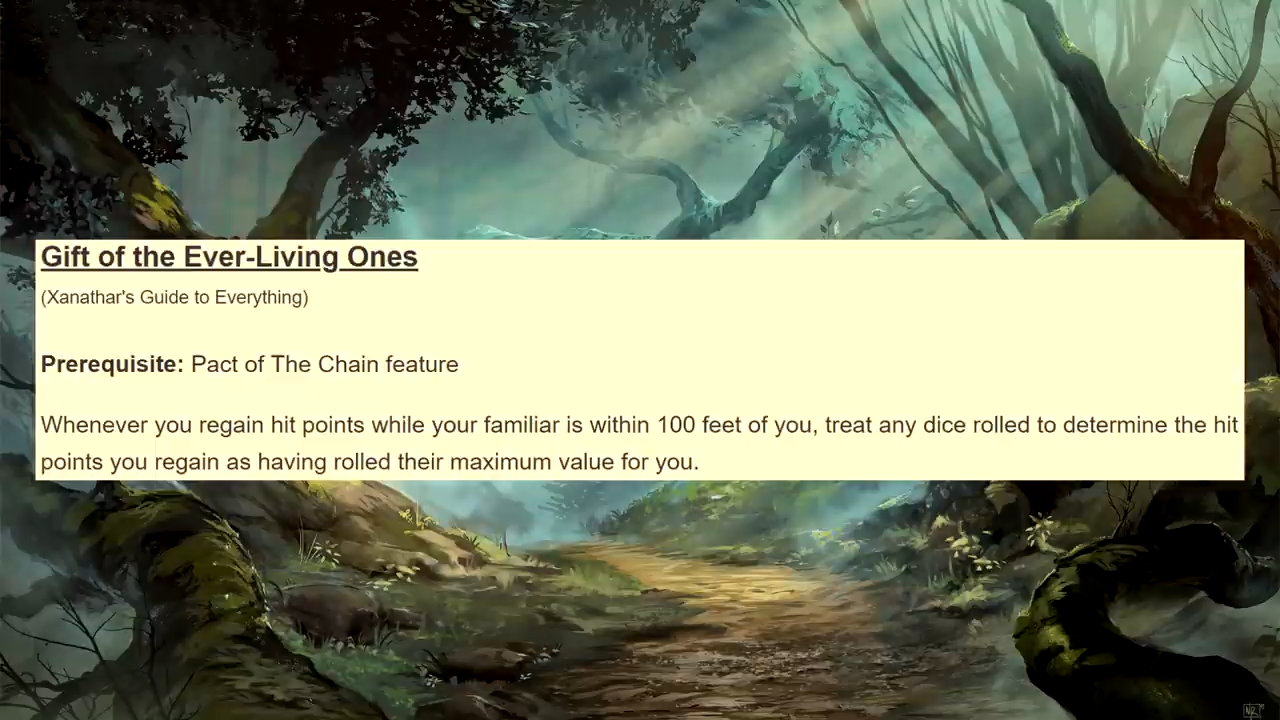 Gift of the Ever-Living Ones
(Xanathar's Guide to Everything)
Prerequisite: Pact of The Chain feature
Whenever you regain hit points while your familiar is within 100 feet of you, treat any dice rolled to determine the hit
points you regain as having rolled their maximum value for you.